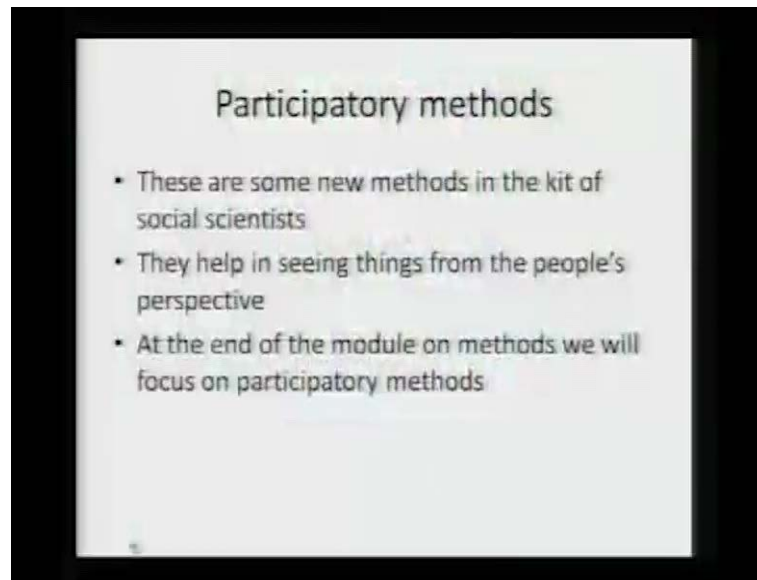 Participatory methods
• These are some new methods in the kit of
social scientists
• They help in seeing things from the people's
perspective
• At the end of the module on methods we will
focus on participatory methods